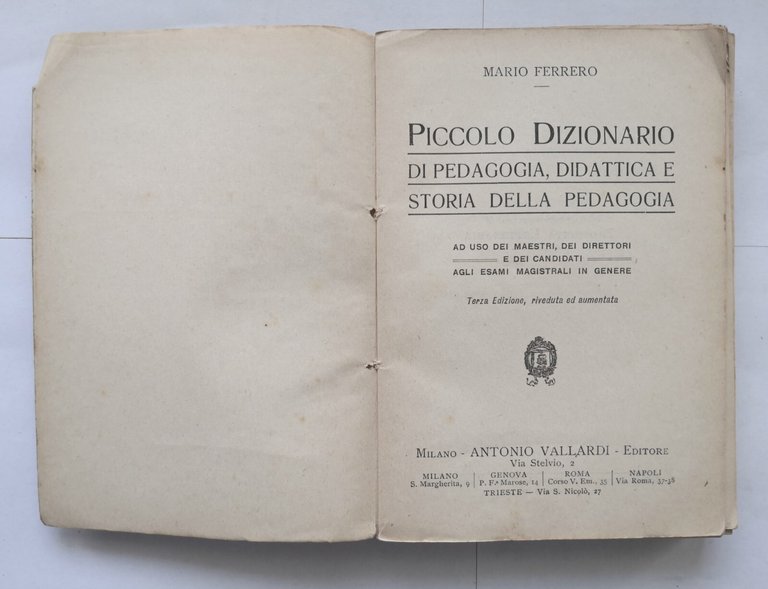 MARIO FERRERO
PICCOLO DIZIONARIO
DI PEDAGOGIA, DIDATTICA E
STORIA DELLA PEDAGOGIA
AD USO DEI MAESTRI, DEI DIRETTORI
E DEI CANDIDATI
AGLI ESAMI MAGISTRALI IN GENERE
Terza Edizione, riveduta ed aumentata
MILANO - ANTONIO VALLARDI - EDITORE
Via Stelvio, 2
MILANO | GENOVA | ROMA | NAPOLI
S. Margherita, 9 | P. F.ª Marose, 14 | Corso V. Em., 35 | Via Roma, 37-38
TRIESTE — Via S. Nicolò, 27